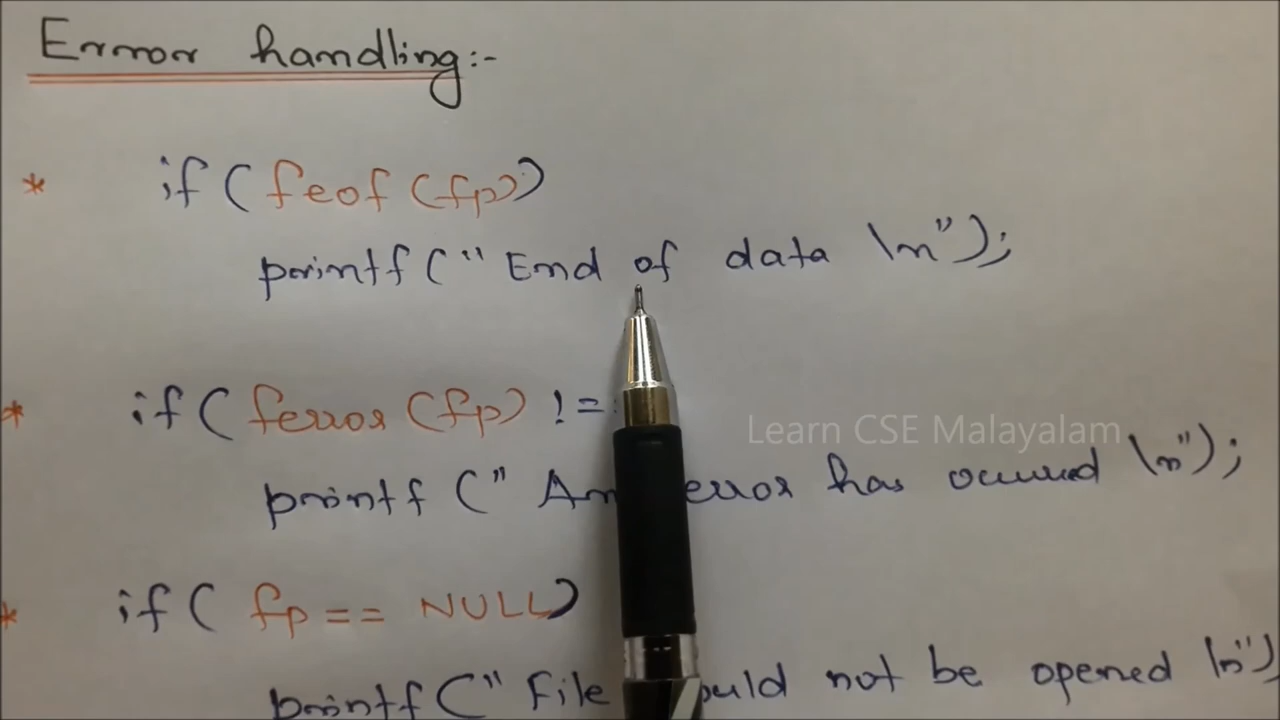 Error handling:-
* if ( feof (fp))
printf (" End of data \n");
* if ( ferror (fp) !=
Learn CSE Malayalam
printf (" An error has occured \n");
* if ( fp == NULL)
printf (" File not be opened \n")